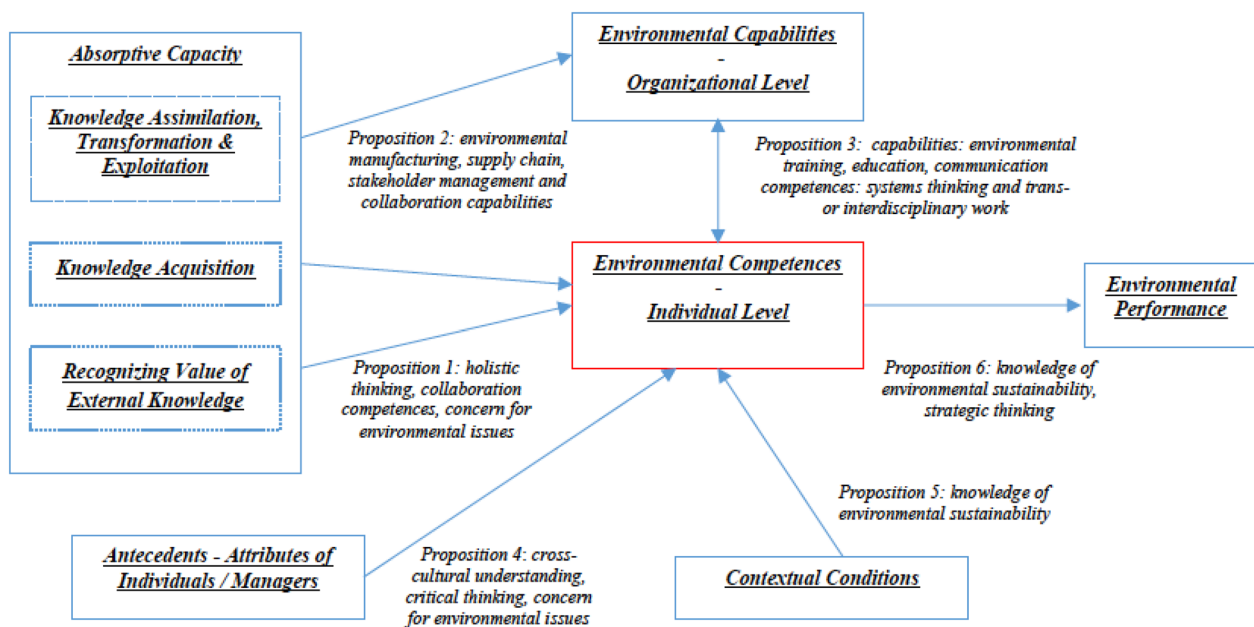 Absorptive Capacity
Knowledge Assimilation,
Transformation &
Exploitation
Knowledge Acquisition
Recognizing Value of
External Knowledge
Environmental Capabilities
-
Organizational Level
Proposition 2: environmental
manufacturing, supply chain,
stakeholder management and
collaboration capabilities
Proposition 3:  capabilities: environmental
training, education, communication
competences: systems thinking and trans-
or interdisciplinary work
Environmental Competences
-
Individual Level
Environmental
Performance
Proposition 1: holistic
thinking, collaboration
competences, concern for
environmental issues
Proposition 6: knowledge of
environmental sustainability,
strategic thinking
Proposition 5: knowledge of
environmental sustainability
Antecedents - Attributes of
Individuals / Managers
Proposition 4: cross-
cultural understanding,
critical thinking, concern
for environmental issues
Contextual Conditions